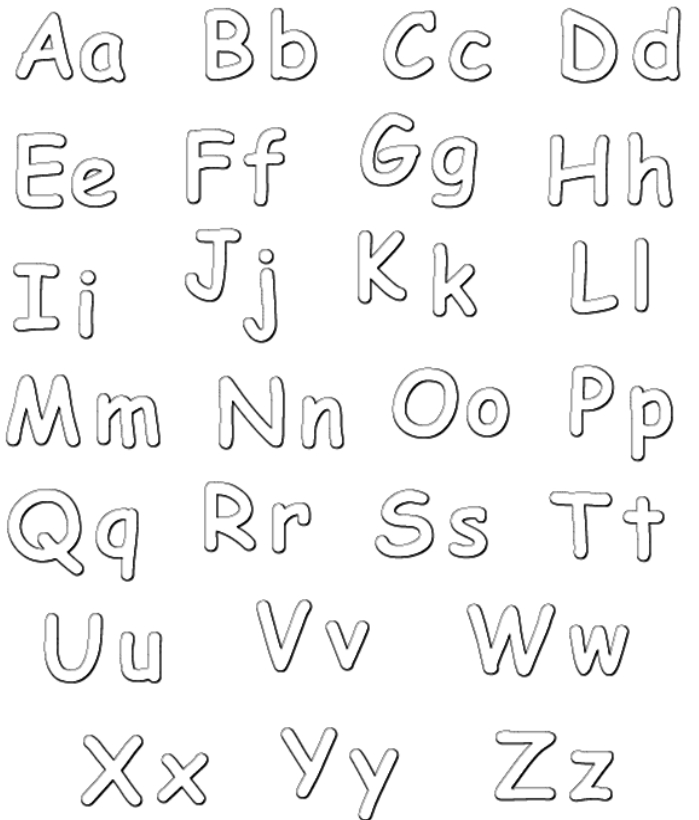 Aa Bb Cc Dd
Ee Ff Gg Hh
Ii Jj Kk Ll
Mm Nn Oo Pp
Qq Rr Ss Tt
Uu Vv Ww
Xx Yy Zz